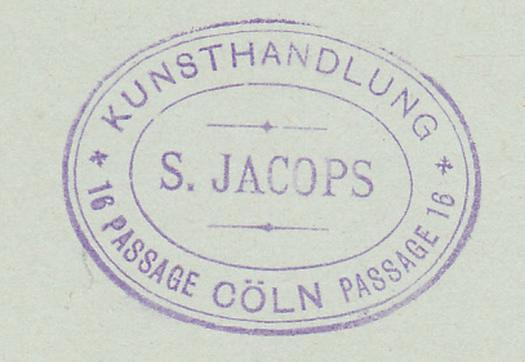 KUNSTHANDLUNG
S. JACOPS
16 PASSAGE CÖLN PASSAGE 16